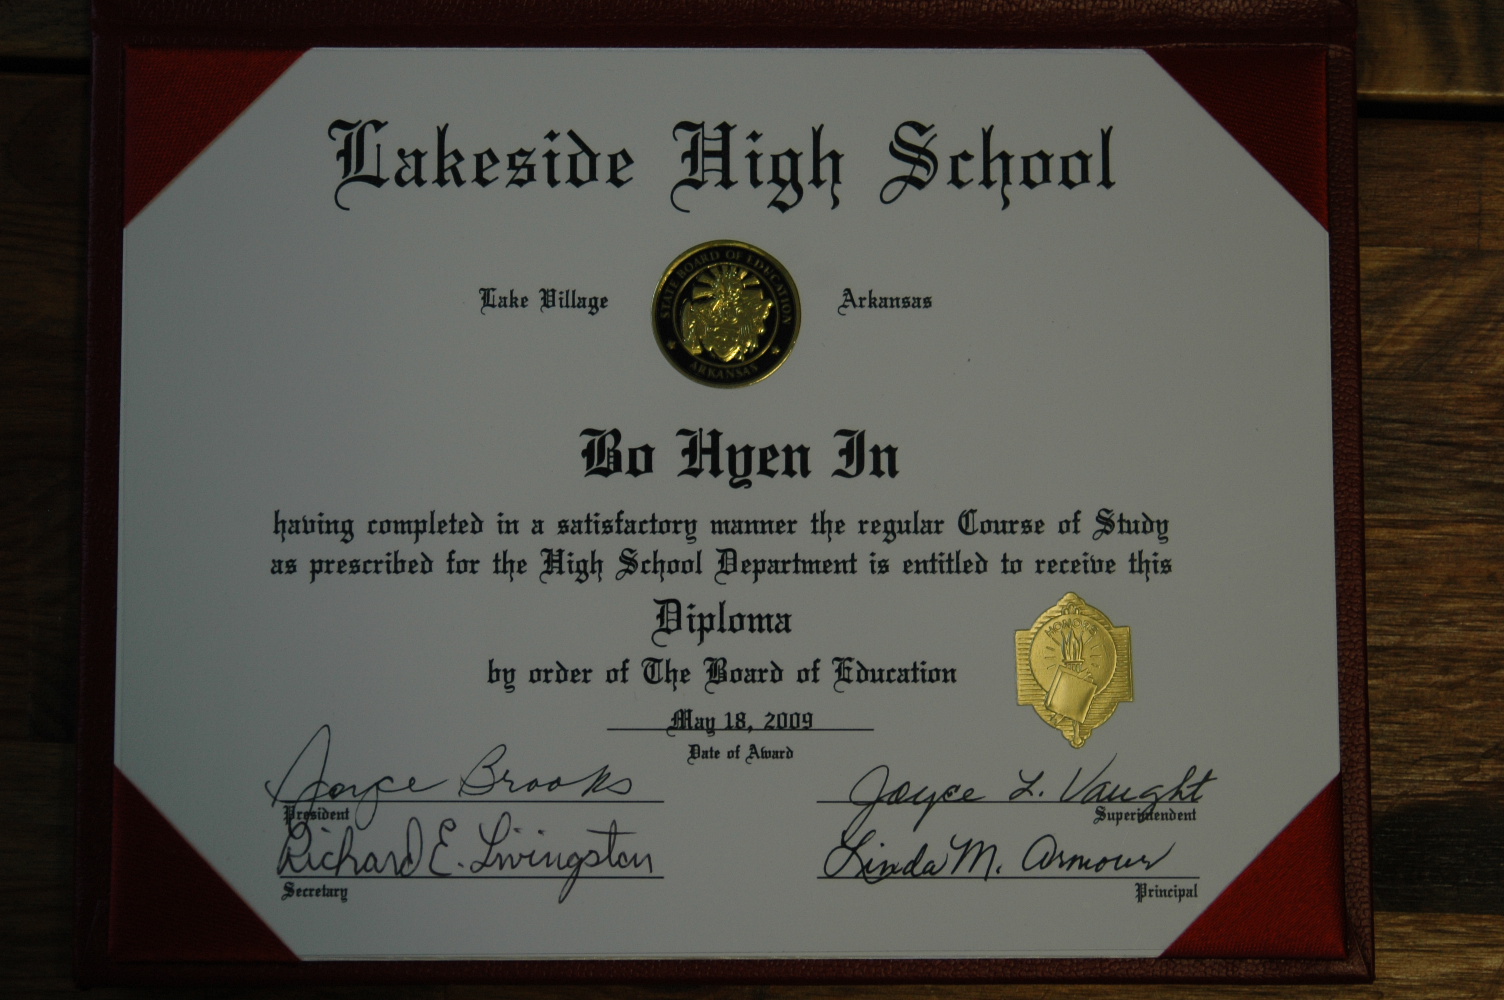 Lakeside High School
Lake Village Arkansas
STATE BOARD OF EDUCATION
ARKANSAS
Bo Hyen In
having completed in a satisfactory manner the regular Course of Study
as prescribed for the High School Department is entitled to receive this
Diploma
HONOR
by order of The Board of Education
May 18, 2009
Date of Award
Joyce Brooks Joyce L. Vaught
President Superintendent
Richard E. Livingston Linda M. Armour
Secretary Principal